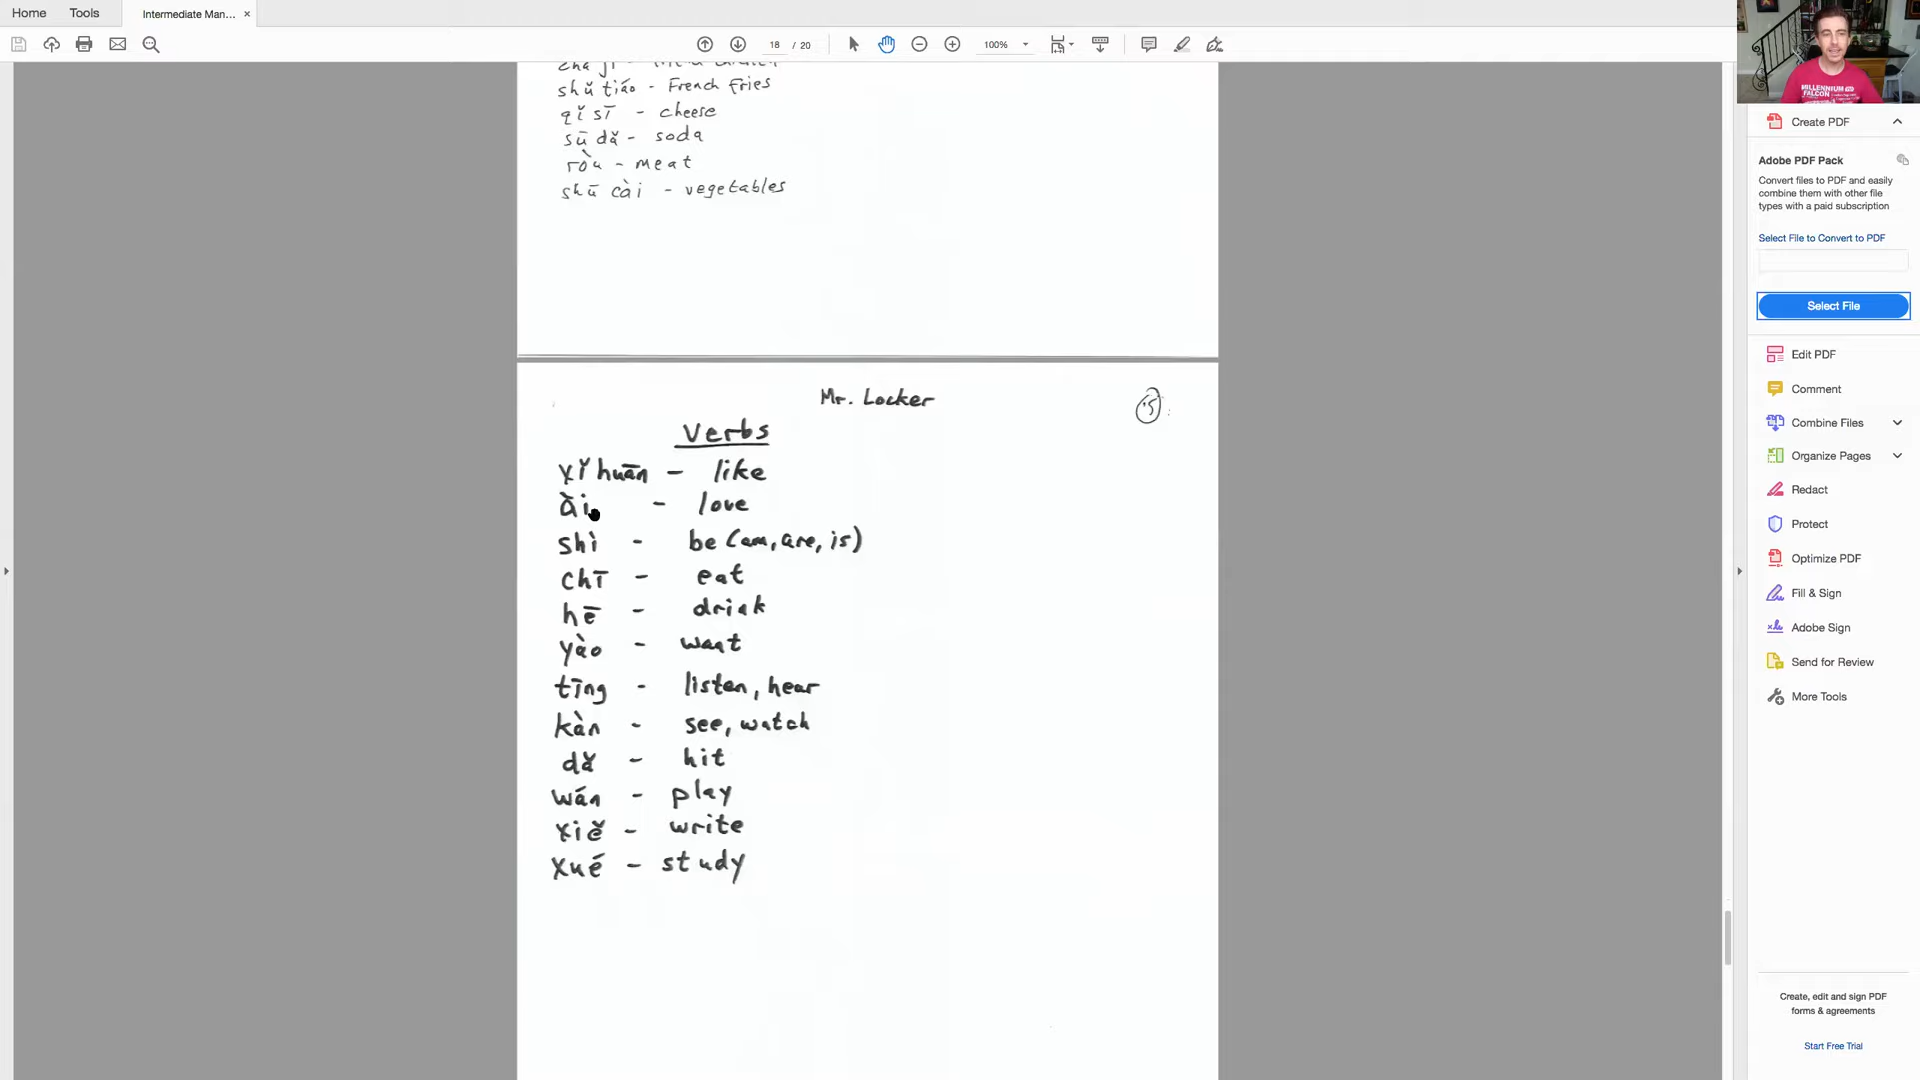 Home Tools Intermediate Man... ×
18 / 20 100%
MILLENNIUM
FALCON
shǔ tiáo - French Fries
qǐ sī - cheese
sū dǎ - soda
ròu - meat
shū cài - vegetables
Mr. Locker
15
Verbs
xǐ huān - like
ài - love
shì - be (am, are, is)
chī - eat
hē - drink
yào - want
tīng - listen, hear
kàn - see, watch
dǎ - hit
wán - play
xiě - write
xué - study
Create PDF
Adobe PDF Pack
Convert files to PDF and easily
combine them with other file
types with a paid subscription
Select File to Convert to PDF
Select File
Edit PDF
Comment
Combine Files
Organize Pages
Redact
Protect
Optimize PDF
Fill & Sign
Adobe Sign
Send for Review
More Tools
Create, edit and sign PDF
forms & agreements
Start Free Trial